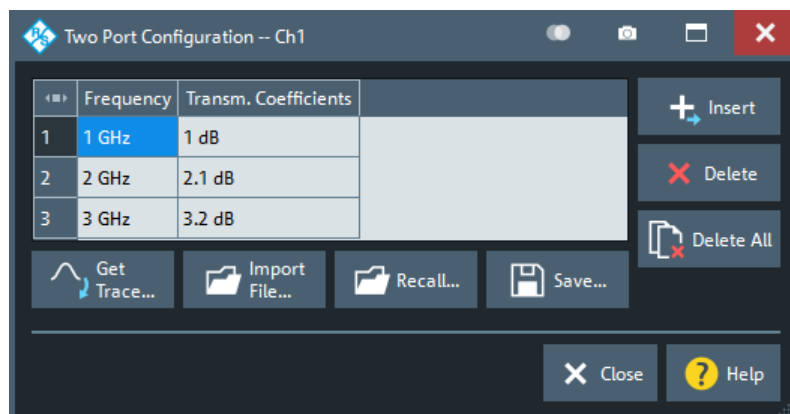 Two Port Configuration -- Ch1
Frequency Transm. Coefficients
1 1 GHz 1 dB
2 2 GHz 2.1 dB
3 3 GHz 3.2 dB
Insert
Delete
Delete All
Get
Trace...
Import
File...
Recall...
Save...
Close
? Help